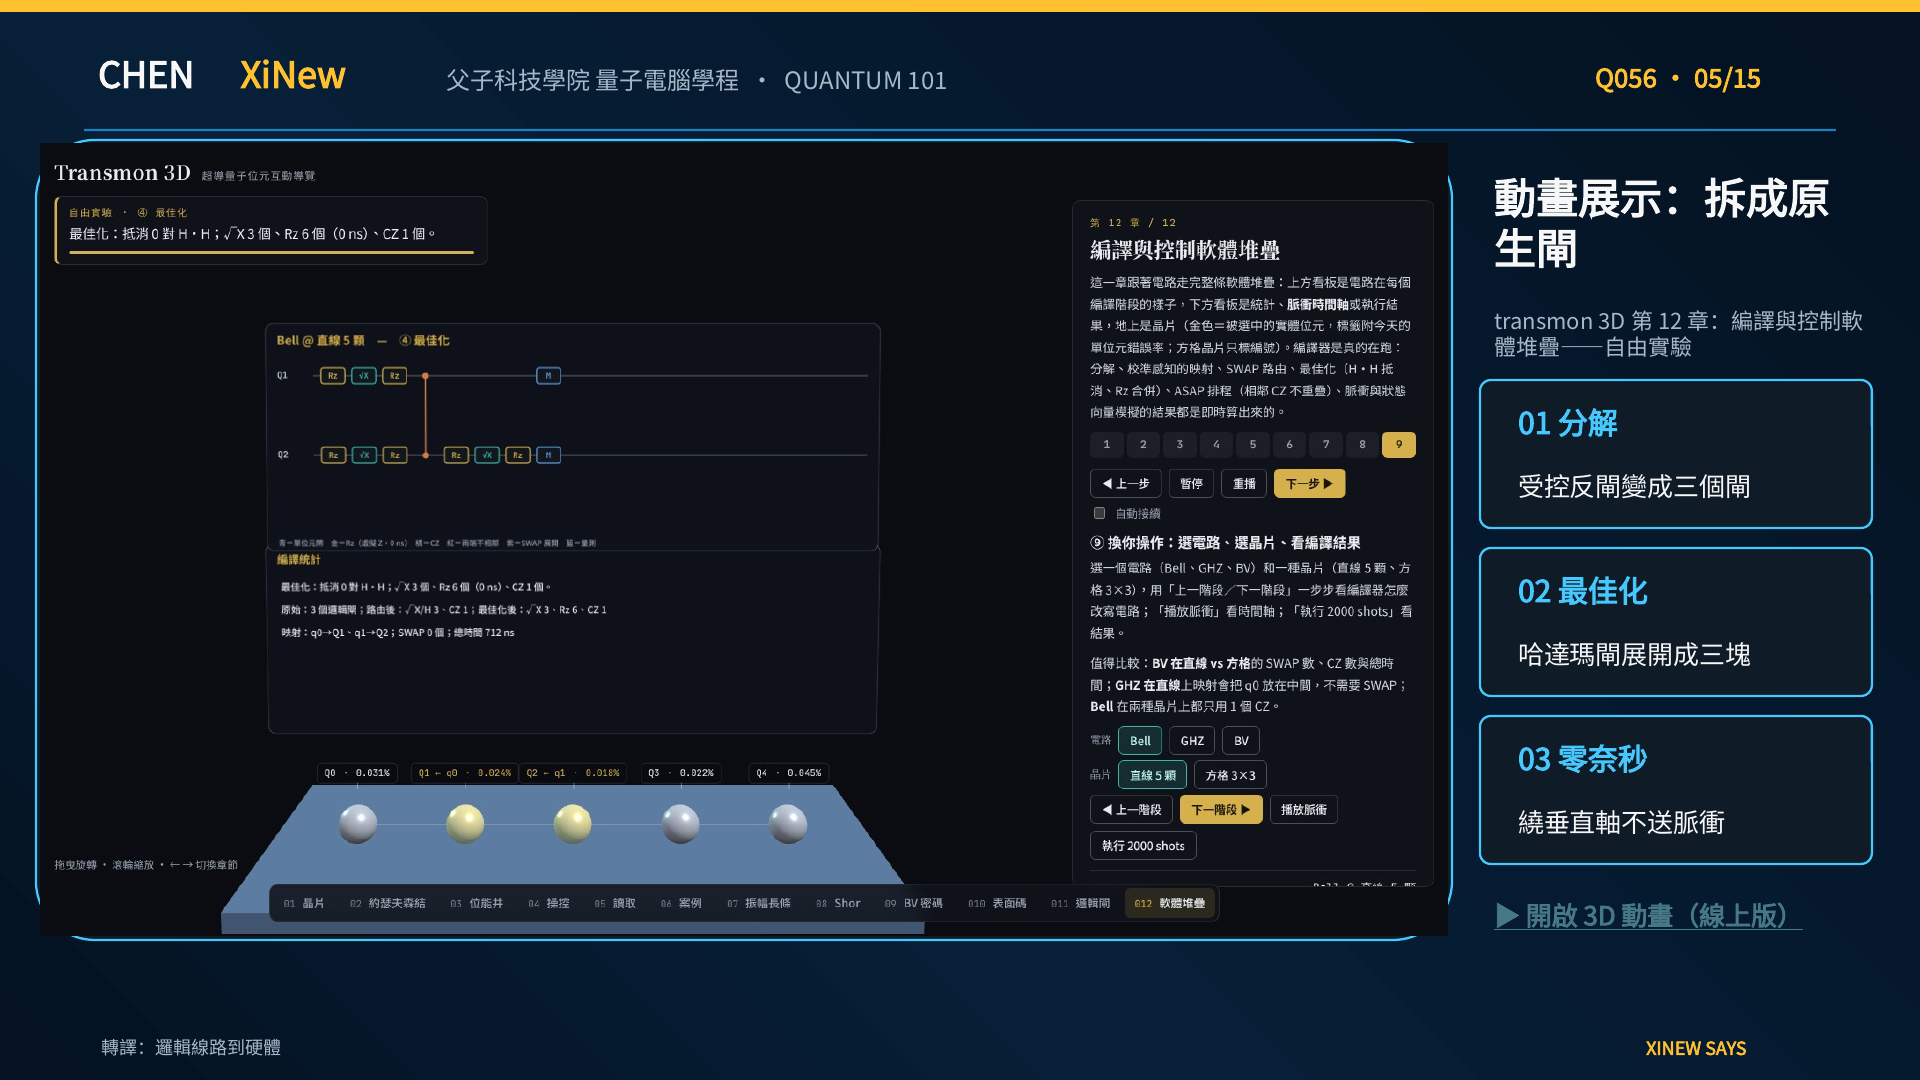 CHEN XiNew 父子科技學院 量子電腦學程 · QUANTUM 101 Q056 · 05/15
Transmon 3D 超導量子位元互動導覽
自由實驗 · ④ 最佳化
最佳化：抵消 0 對 H·H；√X 3 個、Rz 6 個（0 ns）、CZ 1 個。
Bell @ 直線 5 顆 — ④ 最佳化
Q1 Rz √X Rz M
Q2 Rz √X Rz Rz √X Rz M
青=單位元閘 金=Rz（虛擬 Z，0 ns） 橘=CZ 紅=兩端不相鄰 紫=SWAP 展開 藍=量測
編譯統計
最佳化：抵消 0 對 H·H；√X 3 個、Rz 6 個（0 ns）、CZ 1 個。
原始：3 個邏輯閘；路由後：√X/H 3、CZ 1；最佳化後：√X 3、Rz 6、CZ 1
映射：q0→Q1、q1→Q2；SWAP 0 個；總時間 712 ns
Q0 · 0.031% Q1 ← q0 · 0.024% Q2 ← q1 · 0.018% Q3 · 0.022% Q4 · 0.045%
拖曳旋轉 · 滾輪縮放 · ←→ 切換章節
01 晶片 02 約瑟夫森結 03 位能井 04 操控 05 讀取 06 案例 07 振幅長條 08 Shor 09 BV 密碼 010 表面碼 011 邏輯閘 012 軟體堆疊
第 12 章 / 12
編譯與控制軟體堆疊
這一章跟著電路走完整條軟體堆疊：上方看板是電路在每個
編譯階段的樣子，下方看板是統計、脈衝時間軸或執行結
果，地上是晶片（金色＝被選中的實體位元，標籤附今天的
單位元錯誤率；方格晶片只標編號）。編譯器是真的在跑：
分解、校準感知的映射、SWAP 路由、最佳化（H·H 抵
消、Rz 合併）、ASAP 排程（相鄰 CZ 不重疊）、脈衝與狀態
向量模擬的結果都是即時算出來的。
1 2 3 4 5 6 7 8 9
◀ 上一步 暫停 重播 下一步 ▶
自動接續
⑨ 換你操作：選電路、選晶片、看編譯結果
選一個電路（Bell、GHZ、BV）和一種晶片（直線 5 顆、方
格 3×3），用「上一階段／下一階段」一步步看編譯器怎麼
改寫電路；「播放脈衝」看時間軸；「執行 2000 shots」看
結果。
值得比較：BV 在直線 vs 方格的 SWAP 數、CZ 數與總時
間；GHZ 在直線上映射會把 q0 放在中間，不需要 SWAP；
Bell 在兩種晶片上都只用 1 個 CZ。
電路 Bell GHZ BV
晶片 直線 5 顆 方格 3×3
◀ 上一階段 下一階段 ▶ 播放脈衝
執行 2000 shots
動畫展示：拆成原
生閘
transmon 3D 第 12 章：編譯與控制軟
體堆疊——自由實驗
01 分解
受控反閘變成三個閘
02 最佳化
哈達瑪閘展開成三塊
03 零奈秒
繞垂直軸不送脈衝
▶ 開啟 3D 動畫（線上版）
轉譯：邏輯線路到硬體
XINEW SAYS